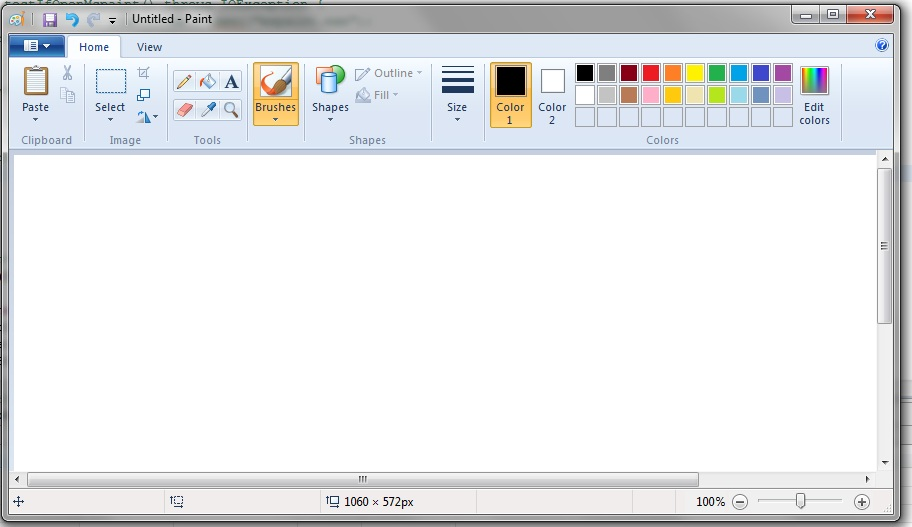 Untitled - Paint
Home View
Paste
Select
A
Brushes
Shapes
Outline
Fill
Size
Color 1
Color 2
Edit colors
Clipboard Image Tools Shapes Colors
1060 × 572px
100%